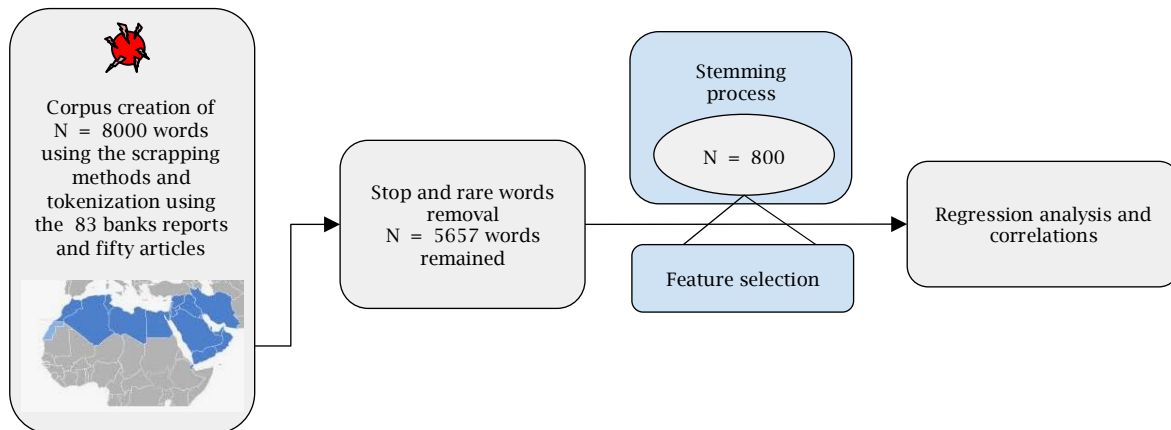 Corpus creation of
N = 8000 words
using the scrapping
methods and
tokenization using
the 83 banks reports
and fifty articles
Stop and rare words
removal
N = 5657 words
remained
Stemming
process
N = 800
Feature selection
Regression analysis and
correlations